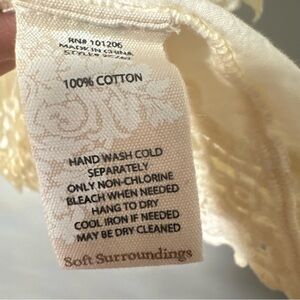 RN# 101206
MADE IN CHINA
100% COTTON
HAND WASH COLD
SEPARATELY
ONLY NON-CHLORINE
BLEACH WHEN NEEDED
HANG TO DRY
COOL IRON IF NEEDED
MAY BE DRY CLEANED
Soft Surroundings